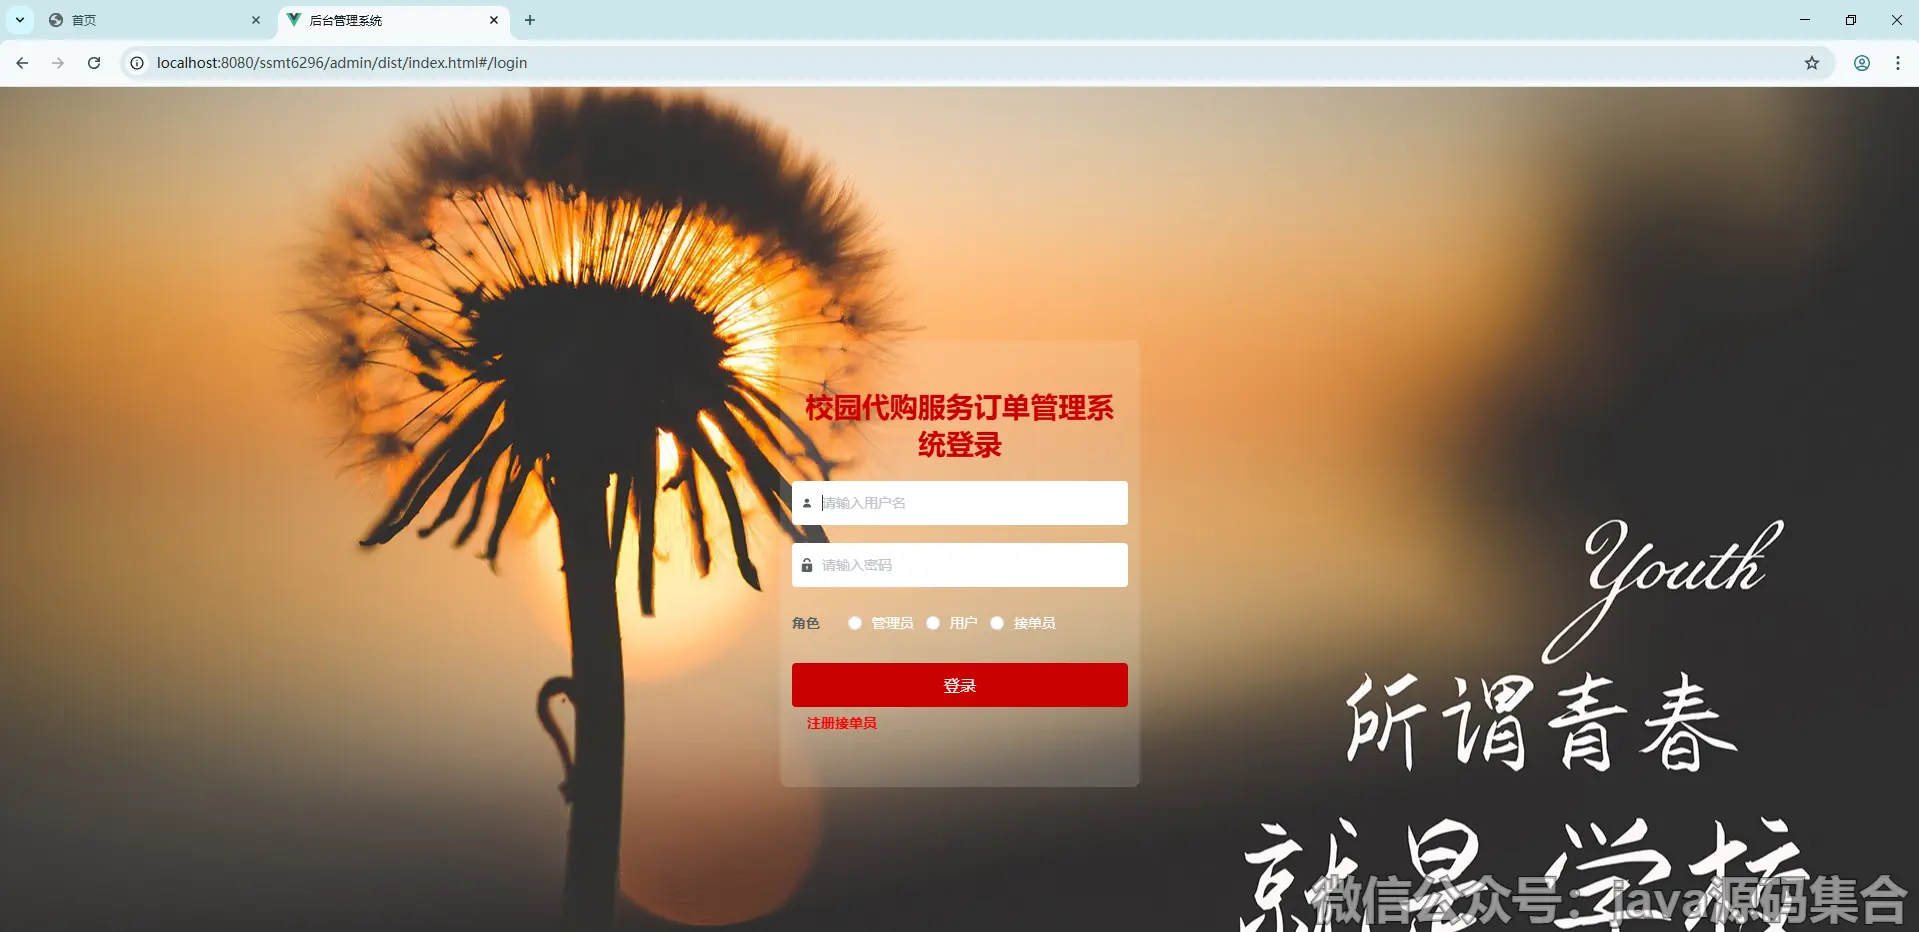 首页
后台管理系统
localhost:8080/ssmt6296/admin/dist/index.html#/login
校园代购服务订单管理系
统登录
请输入用户名
请输入密码
角色 管理员 用户 接单员
登录
注册接单员
Youth
所谓青春
就是学校
微信公众号：java源码集合